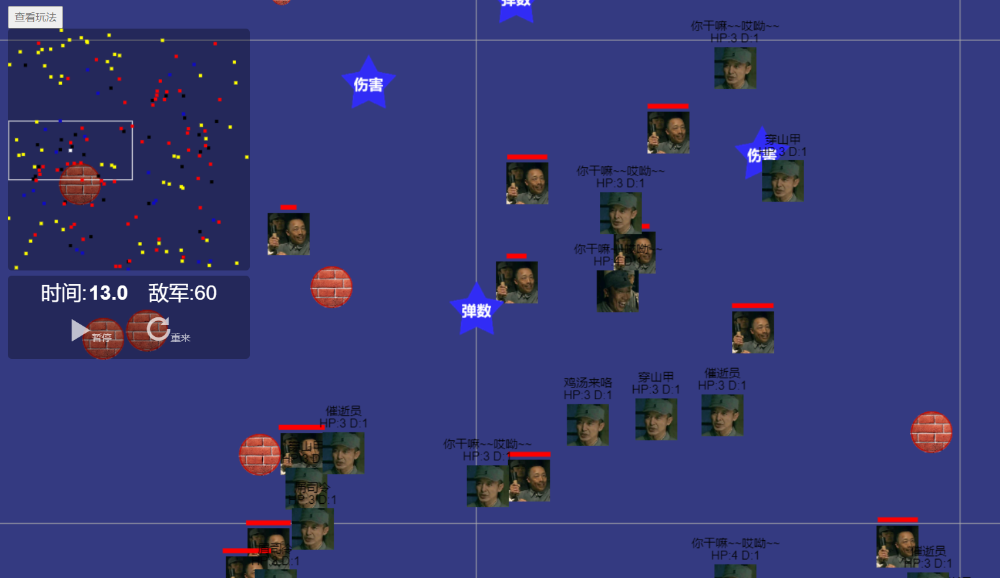 查看玩法
弹数
你干嘛~~哎呦~~
HP:3 D:1
伤害
穿山甲
HP:3 D:1
伤害
你干嘛~~哎呦~~
HP:3 D:1
你干嘛~~哎呦~~
HP:4 D:1
时间:13.0 敌军:60
弹数
暂停
重来
鸡汤来咯
HP:3 D:1
穿山甲
HP:3 D:1
催逝员
HP:3 D:1
催逝员
HP:3 D:1
穿山甲
HP:3 D:
你干嘛~~哎呦~~
HP:3 D:1
唐司令
HP:3 D:1
唐司令
D:1
你干嘛~~哎呦~~
HP:4 D:1
催逝员
HP:3 D:1